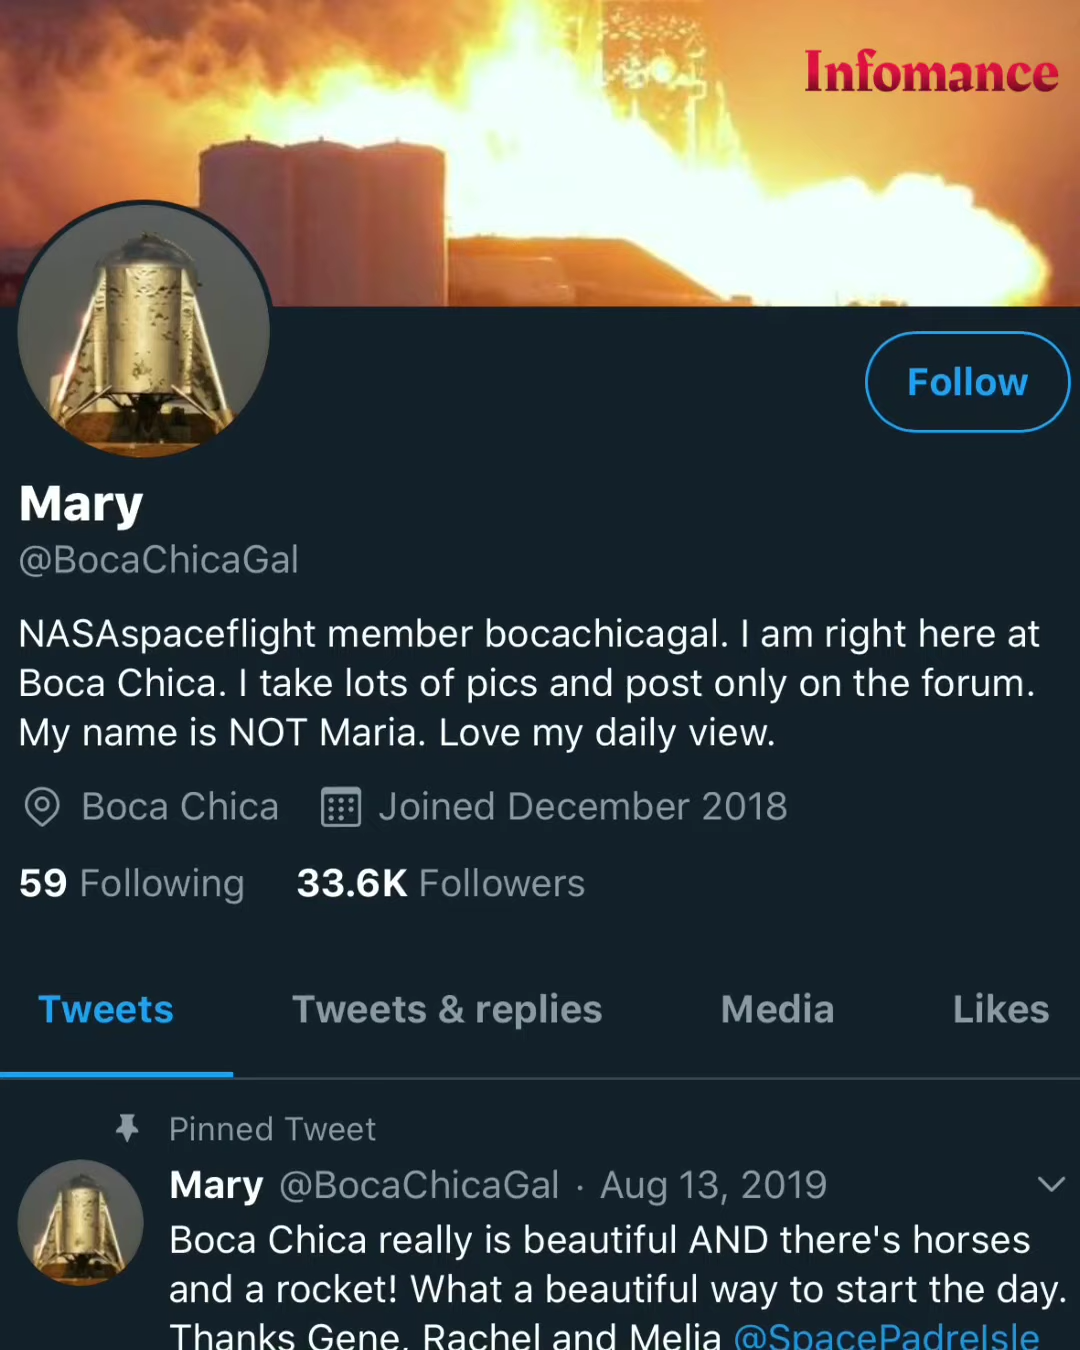 Infomance
Follow
Mary
@BocaChicaGal
NASAspaceflight member bocachicagal. I am right here at
Boca Chica. I take lots of pics and post only on the forum.
My name is NOT Maria. Love my daily view.
Boca Chica Joined December 2018
59 Following 33.6K Followers
Tweets Tweets & replies Media Likes
Pinned Tweet
Mary @BocaChicaGal · Aug 13, 2019
Boca Chica really is beautiful AND there's horses
and a rocket! What a beautiful way to start the day.
Thanks Gene, Rachel and Melia @SpacePadreIsle